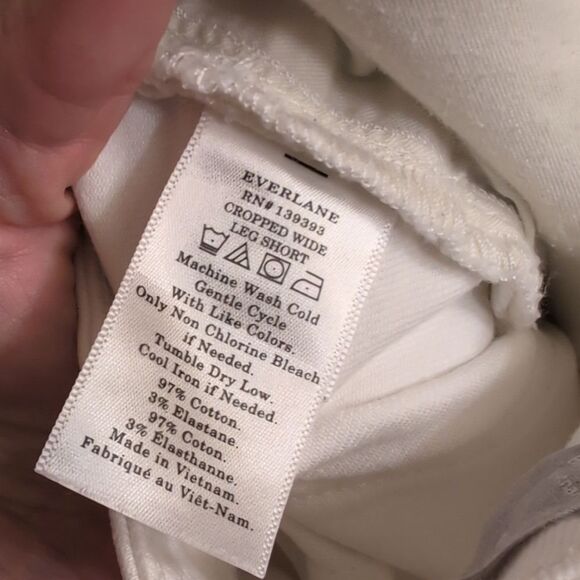 EVERLANE
RN# 139393
CROPPED WIDE
LEG SHORT
Machine Wash Cold
Gentle Cycle
With Like Colors.
Only Non Chlorine Bleach
if Needed.
Tumble Dry Low.
Cool Iron if Needed.
97% Cotton.
3% Elastane.
97% Coton.
3% Élasthanne.
Made in Vietnam.
Fabriqué au Viêt-Nam.